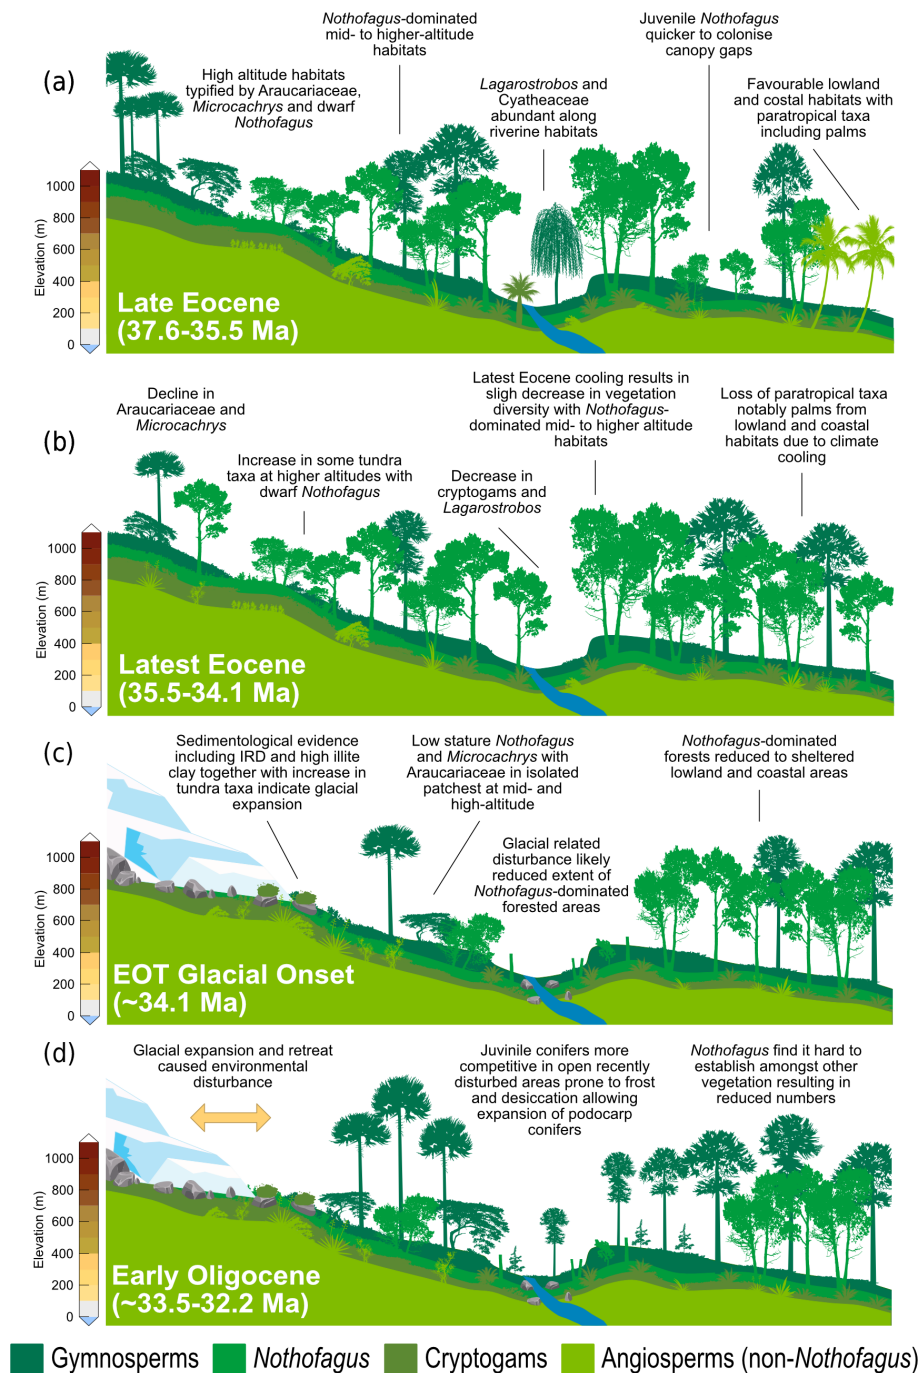 (a)
High altitude habitats
typified by Araucariaceae,
Microcachrys and dwarf
Nothofagus
Nothofagus-dominated
mid- to higher-altitude
habitats
Lagarostrobos and
Cyatheaceae
abundant along
riverine habitats
Juvenile Nothofagus
quicker to colonise
canopy gaps
Favourable lowland
and costal habitats with
paratropical taxa
including palms
Elevation (m)
1000
800
600
400
200
0
Late Eocene
(37.6-35.5 Ma)
(b)
Decline in
Araucariaceae and
Microcachrys
Increase in some tundra
taxa at higher altitudes with
dwarf Nothofagus
Decrease in
cryptogams and
Lagarostrobos
Latest Eocene cooling results in
sligh decrease in vegetation
diversity with Nothofagus-
dominated mid- to higher altitude
habitats
Loss of paratropical taxa
notably palms from
lowland and coastal
habitats due to climate
cooling
Elevation (m)
1000
800
600
400
200
0
Latest Eocene
(35.5-34.1 Ma)
(c)
Sedimentological evidence
including IRD and high illite
clay together with increase in
tundra taxa indicate glacial
expansion
Low stature Nothofagus
and Microchrys with
Araucariaceae in isolated
patchest at mid- and
high-altitude
Glacial related
disturbance likely
reduced extent of
Nothofagus-dominated
forested areas
Nothofagus-dominated
forests reduced to sheltered
lowland and coastal areas
Elevation (m)
1000
800
600
400
200
0
EOT Glacial Onset
(~34.1 Ma)
(d)
Glacial expansion and retreat
caused environmental
disturbance
Juvinile conifers more
competitive in open recently
disturbed areas prone to frost
and desiccation allowing
expansion of podocarp
conifers
Nothofagus find it hard to
establish amongst other
vegetation resulting in
reduced numbers
Elevation (m)
1000
800
600
400
200
0
Early Oligocene
(~33.5-32.2 Ma)
Gymnosperms
Nothofagus
Cryptogams
Angiosperms (non-Nothofagus)